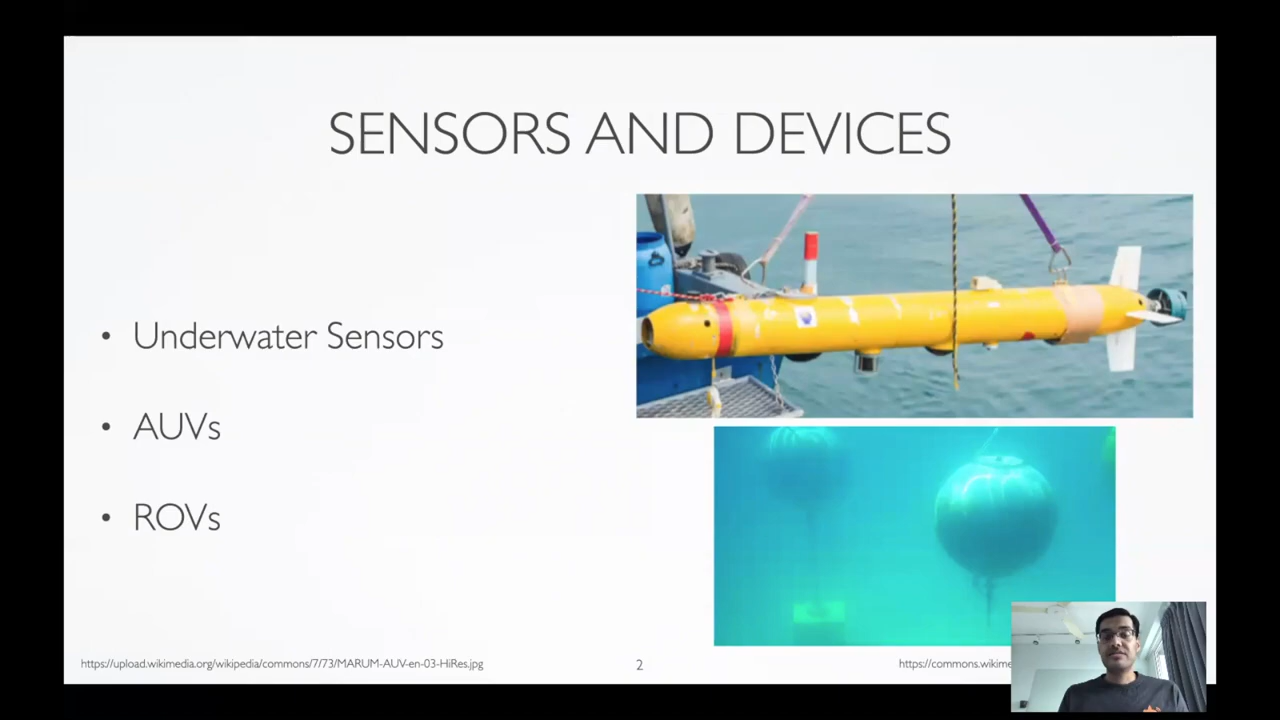 SENSORS AND DEVICES
• Underwater Sensors
• AUVs
• ROVs
https://upload.wikimedia.org/wikipedia/commons/7/73/MARUM-AUV-en-03-HiRes.jpg
2
https://commons.wikime